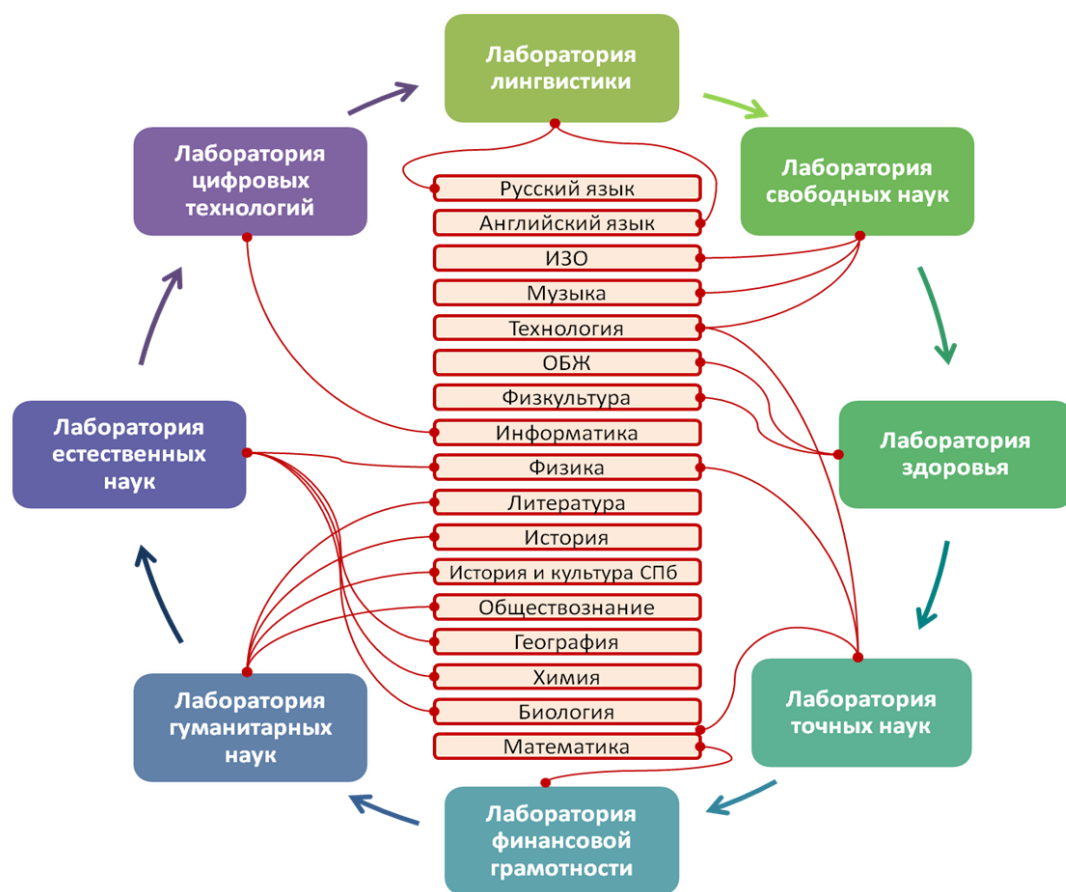 Лаборатория
лингвистики
Лаборатория
свободных наук
Лаборатория
здоровья
Лаборатория
точных наук
Лаборатория
финансовой
грамотности
Лаборатория
гуманитарных
наук
Лаборатория
естественных
наук
Лаборатория
цифровых
технологий
Русский язык
Английский язык
ИЗО
Музыка
Технология
ОБЖ
Физкультура
Информатика
Физика
Литература
История
История и культура СПб
Обществознание
География
Химия
Биология
Математика